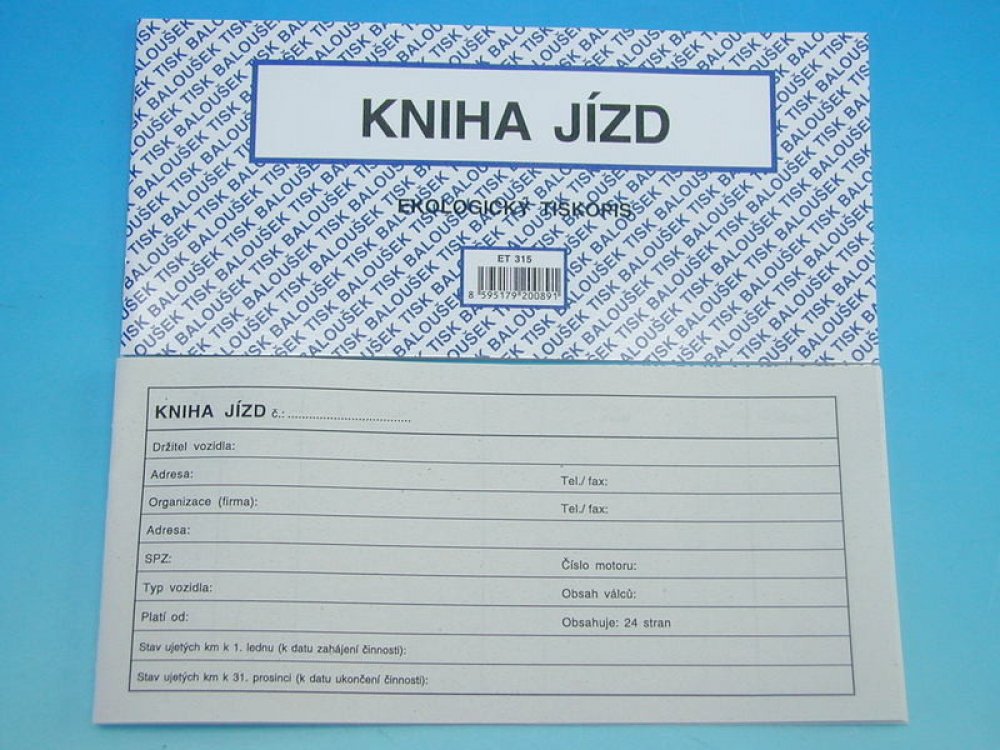 KNIHA JÍZD
EKOLOGICKÝ TISKOPIS
ET 315
8 595179 200891
KNIHA JÍZD č.: ........................................
Držitel vozidla:
Adresa: Tel./ fax:
Organizace (firma): Tel./ fax:
Adresa:
SPZ: Číslo motoru:
Typ vozidla: Obsah válců:
Platí od: Obsahuje: 24 stran
Stav ujetých km k 1. lednu (k datu zahájení činnosti):
Stav ujetých km k 31. prosinci (k datu ukončení činnosti):